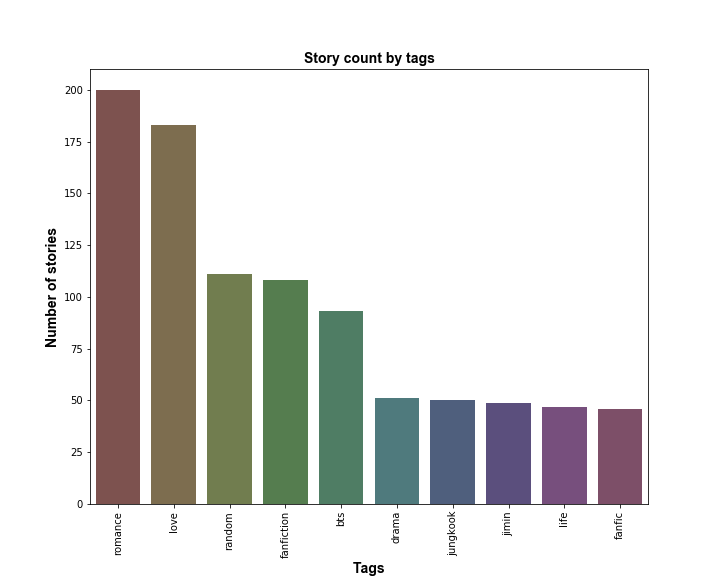 Story count by tags
200
175
150
125
100
75
50
25
0
Number of stories
romance
love
random
fanfiction
bts
drama
jungkook
jimin
life
fanfic
Tags